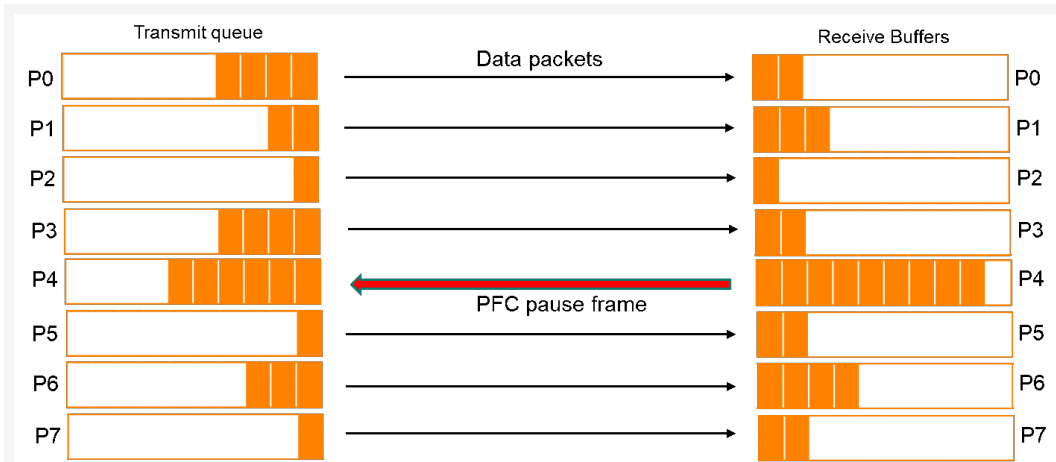 Transmit queue
Receive Buffers
P0
Data packets
P0
P1
P1
P2
P2
P3
P3
P4
P4
PFC pause frame
P5
P5
P6
P6
P7
P7